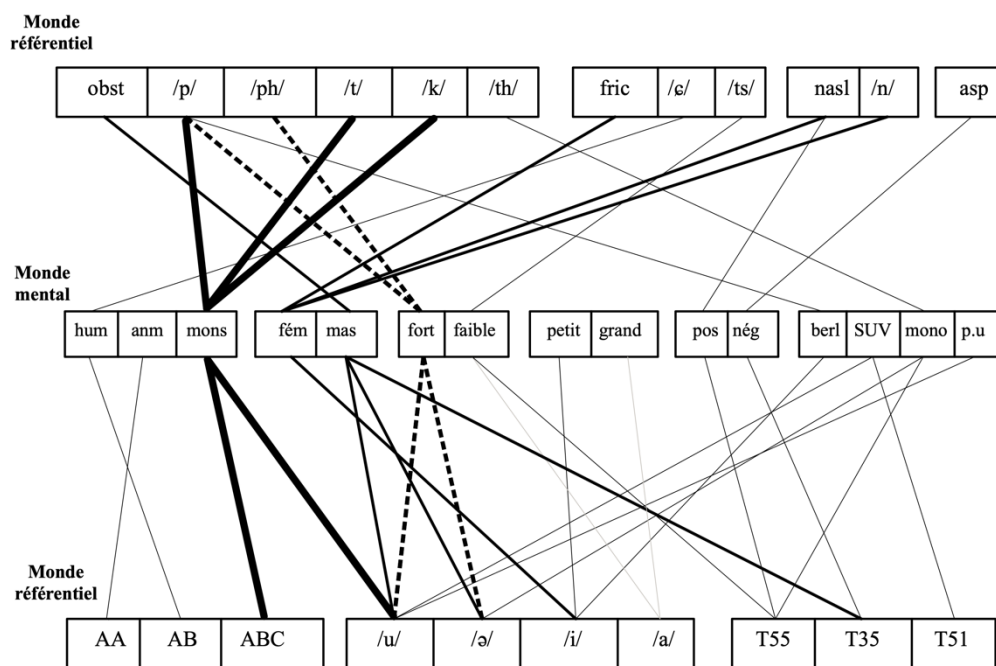 Monde
référentiel
obst /p/ /ph/ /t/ /k/ /th/ fric /ɕ/ /ts/ nasl /n/ asp
Monde
mental
hum anm mons fém mas fort faible petit grand pos nég berl SUV mono p.u
Monde
référentiel
AA AB ABC /u/ /ə/ /i/ /a/ T55 T35 T51